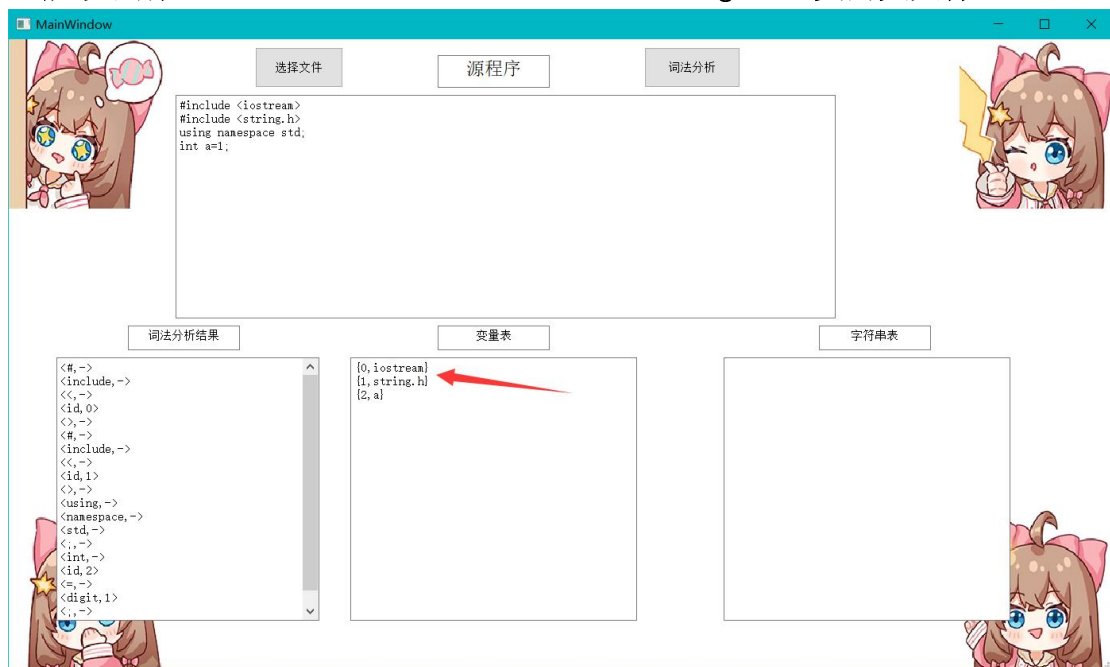 MainWindow
选择文件
源程序
词法分析
#include <iostream>
#include <string.h>
using namespace std;
int a=1;
词法分析结果
变量表
字符串表
<#,->
<include,->
<<,->
<id,0>
<>,->
<#,->
<include,->
<<,->
<id,1>
<>,->
<using,->
<namespace,->
<std,->
<;,->
<int,->
<id,2>
<=,->
<digit,1>
<;,->
{0,iostream}
{1,string.h}
{2,a}